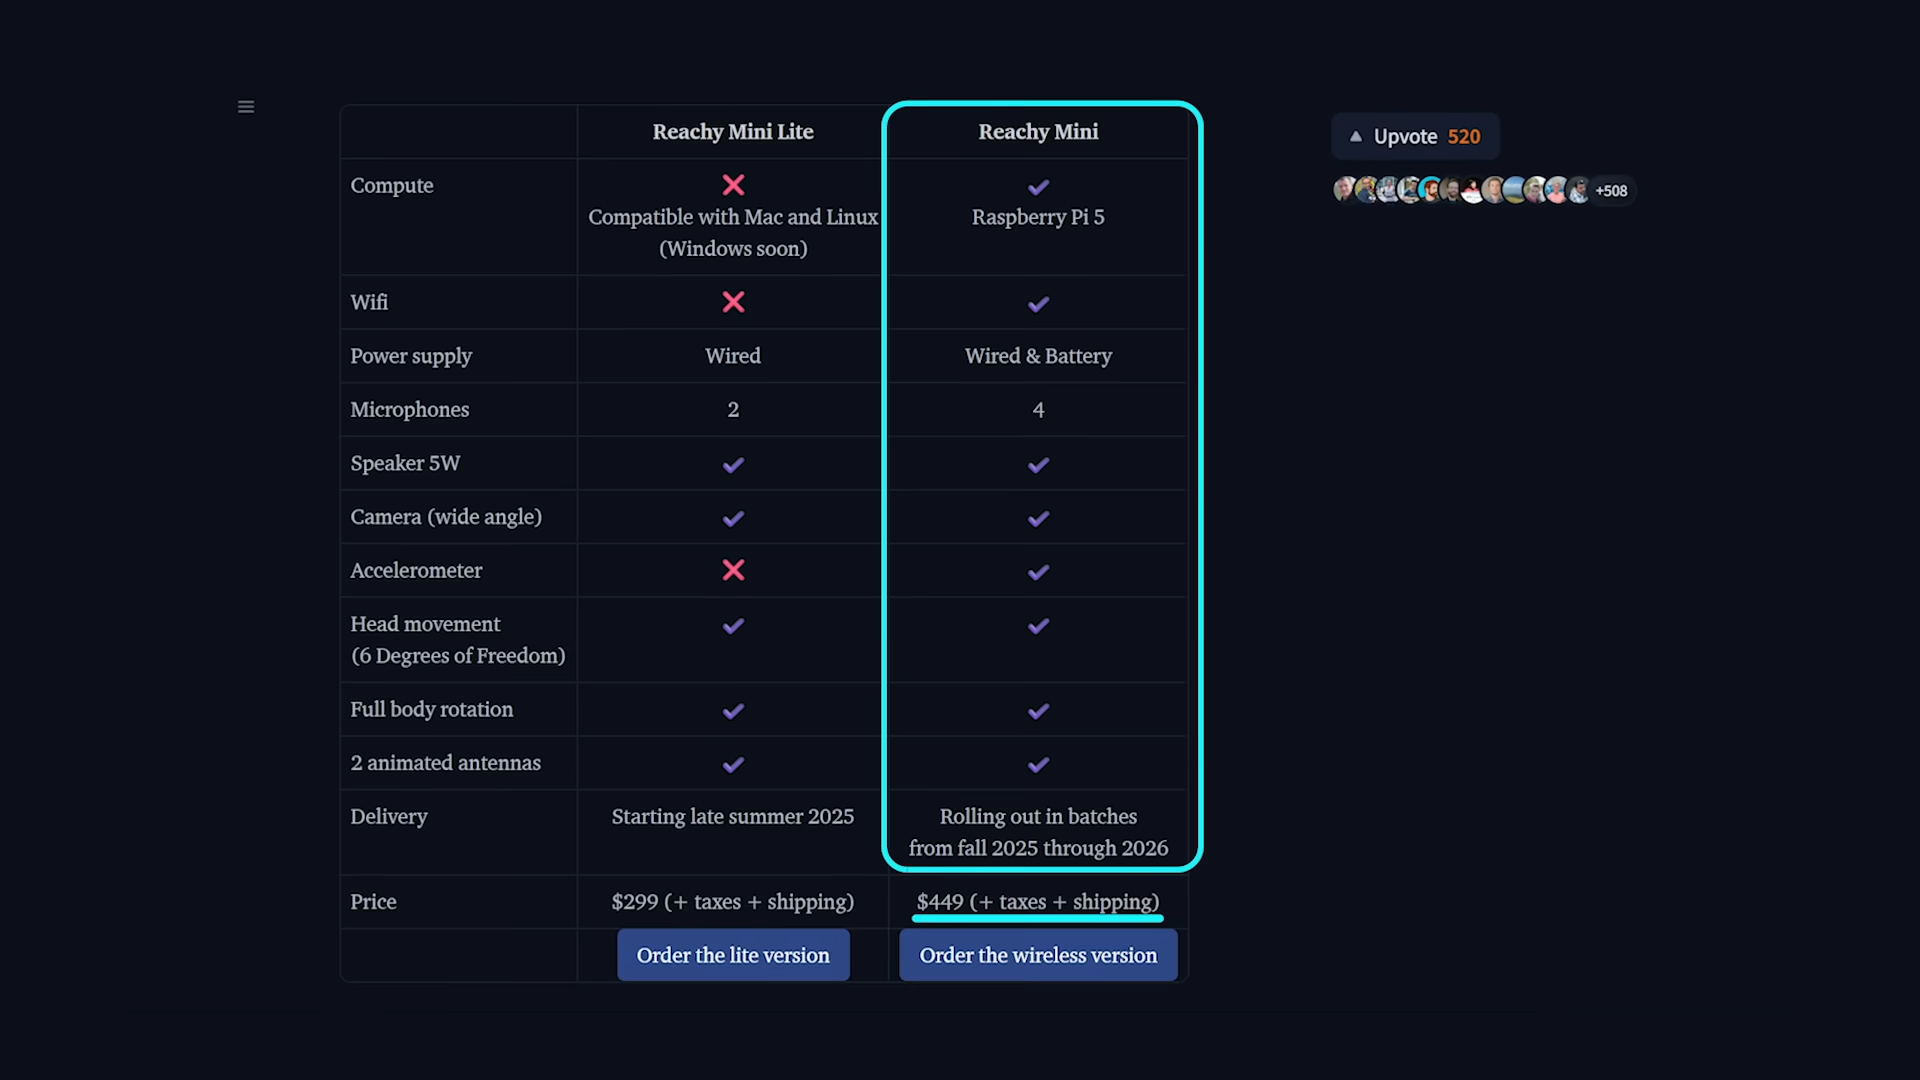 Reachy Mini Lite Reachy Mini
Upvote 520
+508
Compute
Compatible with Mac and Linux
(Windows soon)
Raspberry Pi 5
Wifi
Power supply Wired Wired & Battery
Microphones 2 4
Speaker 5W
Camera (wide angle)
Accelerometer
Head movement
(6 Degrees of Freedom)
Full body rotation
2 animated antennas
Delivery Starting late summer 2025
Rolling out in batches
from fall 2025 through 2026
Price $299 (+ taxes + shipping) $449 (+ taxes + shipping)
Order the lite version Order the wireless version